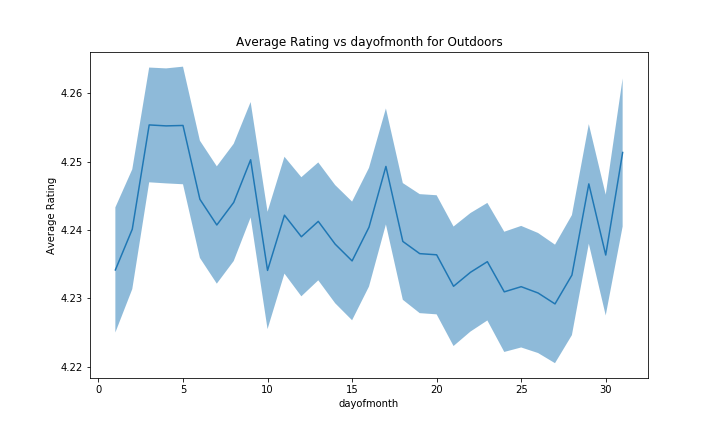 Average Rating vs dayofmonth for Outdoors
4.26
4.25
4.24
4.23
4.22
Average Rating
0 5 10 15 20 25 30
dayofmonth